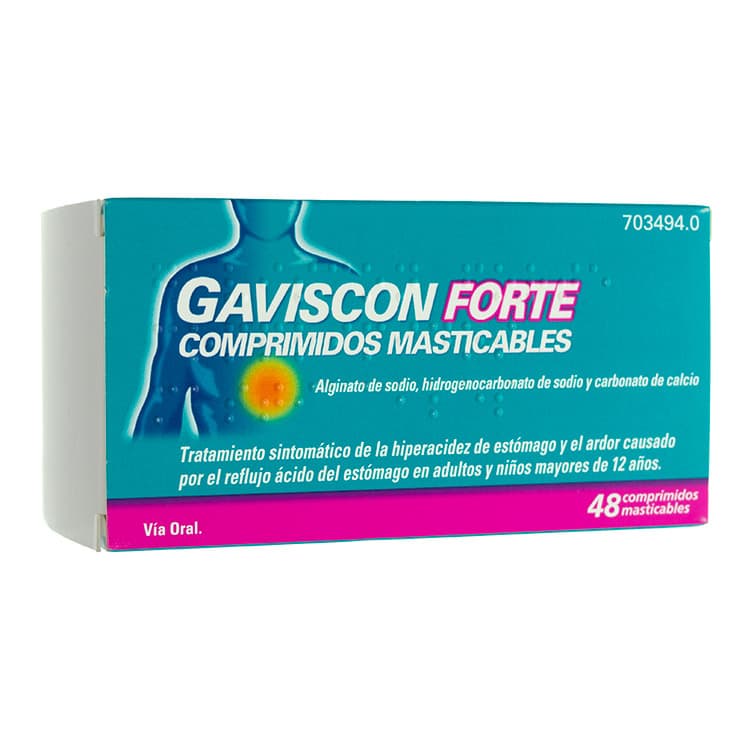 703494.0
GAVISCON FORTE
COMPRIMIDOS MASTICABLES
Alginato de sodio, hidrogenocarbonato de sodio y carbonato de calcio
Tratamiento sintomático de la hiperacidez de estómago y el ardor causado
por el reflujo ácido del estómago en adultos y niños mayores de 12 años.
48 comprimidos
masticables
Vía Oral.